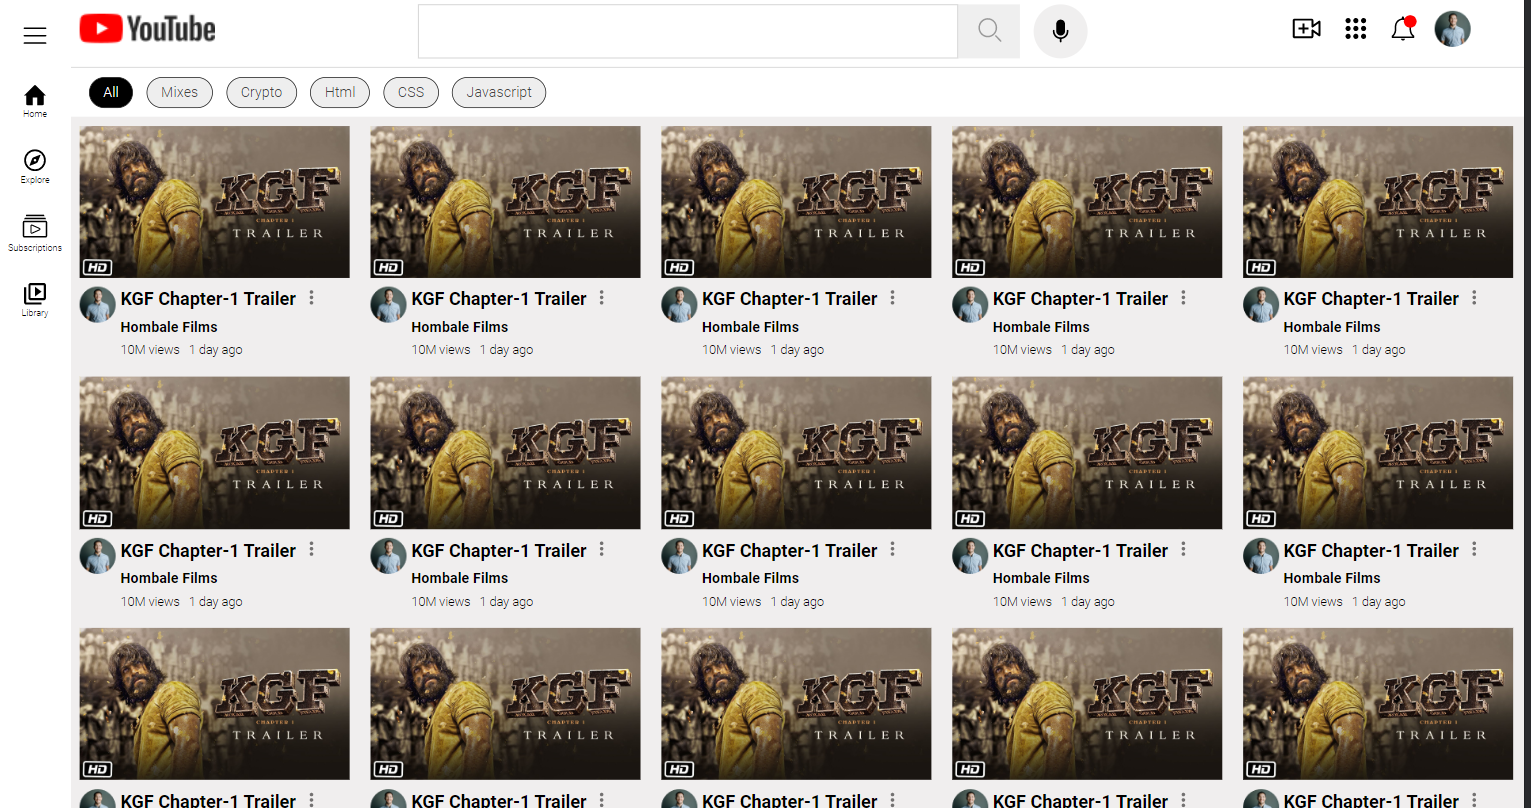 YouTube
All Mixes Crypto Html CSS Javascript
Home
Explore
Subscriptions
Library
KGF KGF KGF KGF KGF
CHAPTER 1 CHAPTER 1 CHAPTER 1 CHAPTER 1 CHAPTER 1
TRAILER TRAILER TRAILER TRAILER TRAILER
HD HD HD HD HD
KGF Chapter-1 Trailer KGF Chapter-1 Trailer KGF Chapter-1 Trailer KGF Chapter-1 Trailer KGF Chapter-1 Trailer
Hombale Films Hombale Films Hombale Films Hombale Films Hombale Films
10M views 1 day ago 10M views 1 day ago 10M views 1 day ago 10M views 1 day ago 10M views 1 day ago
KGF KGF KGF KGF KGF
CHAPTER 1 CHAPTER 1 CHAPTER 1 CHAPTER 1 CHAPTER 1
TRAILER TRAILER TRAILER TRAILER TRAILER
HD HD HD HD HD
KGF Chapter-1 Trailer KGF Chapter-1 Trailer KGF Chapter-1 Trailer KGF Chapter-1 Trailer KGF Chapter-1 Trailer
Hombale Films Hombale Films Hombale Films Hombale Films Hombale Films
10M views 1 day ago 10M views 1 day ago 10M views 1 day ago 10M views 1 day ago 10M views 1 day ago
KGF KGF KGF KGF KGF
CHAPTER 1 CHAPTER 1 CHAPTER 1 CHAPTER 1 CHAPTER 1
TRAILER TRAILER TRAILER TRAILER TRAILER
HD HD HD HD HD
KGF Chapter-1 Trailer KGF Chapter-1 Trailer KGF Chapter-1 Trailer KGF Chapter-1 Trailer KGF Chapter-1 Trailer